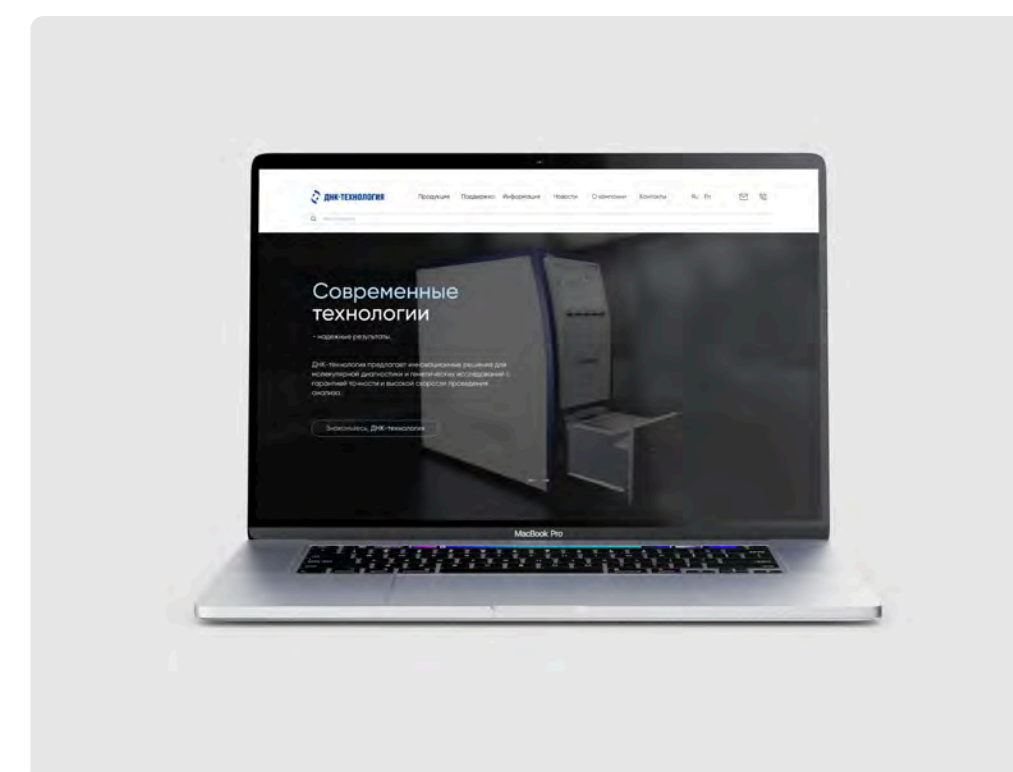 ДНК-ТЕХНОЛОГИЯ
Продукция Поддержка Информация Новости О компании Контакты RU EN
Современные
технологии
- надежные результаты.
ДНК-технология предлагает инновационные решения для
молекулярной диагностики и генетических исследований с
гарантией точности и высокой скорости проведения
анализа.
Знакомьтесь, ДНК-технология
MacBook Pro